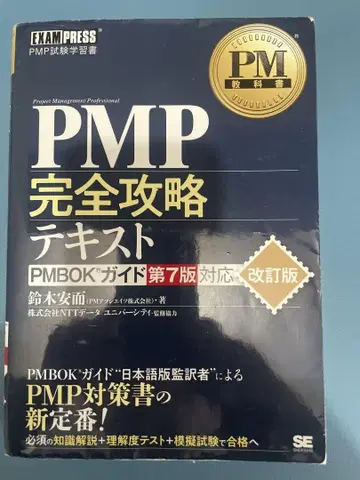 EXAMPRESS®
PMP試験学習書
PM
教科書
Project Management Professional
PMP
完全攻略
テキスト
PMBOK®ガイド 第7版 対応
改訂版
鈴木安而(PMアソシエイツ株式会社)・著
株式会社NTTデータ ユニバーシティ・監修協力
PMBOK®ガイド“日本語版監訳者”による
PMP対策書の
新定番!
必須の知識解説+理解度テスト+模擬試験で合格へ
SE
SHOEISHA